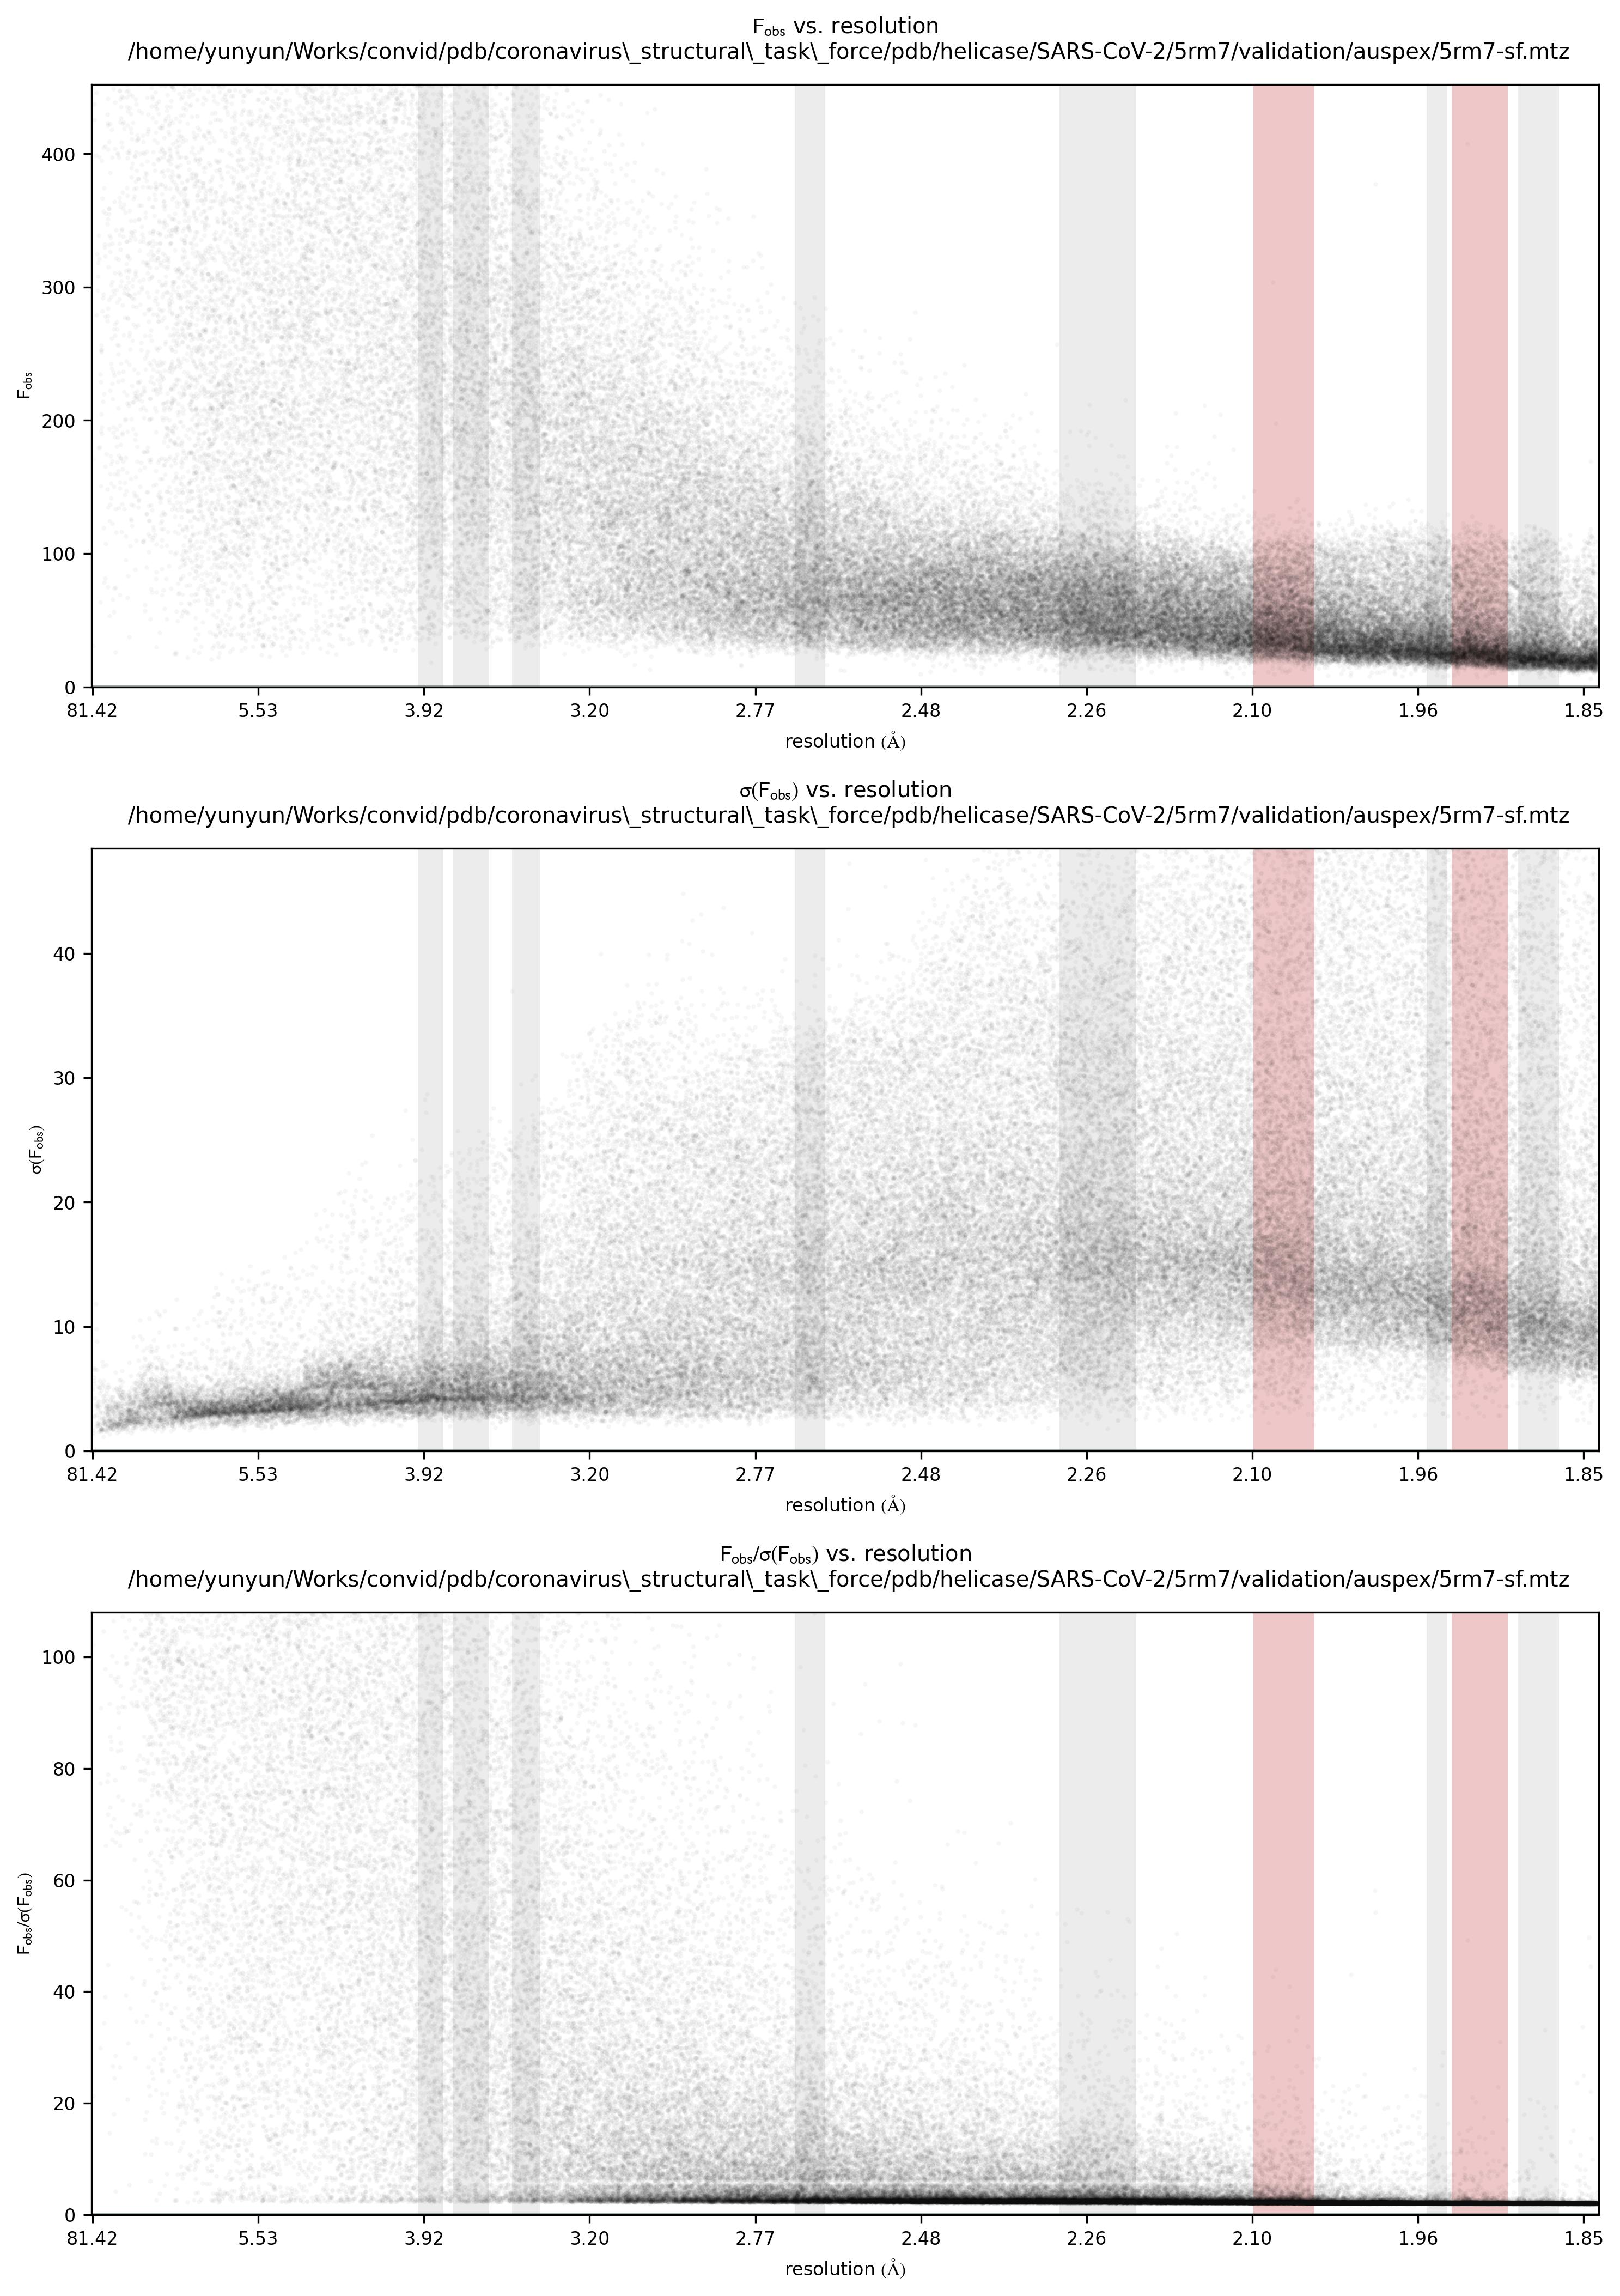 Fobs vs. resolution
/home/yunyun/Works/convid/pdb/coronavirus\_structural\_task\_force/pdb/helicase/SARS-CoV-2/5rm7/validation/auspex/5rm7-sf.mtz
400
300
200
100
0
Fobs
81.42 5.53 3.92 3.20 2.77 2.48 2.26 2.10 1.96 1.85
resolution (Å)
σ(Fobs) vs. resolution
/home/yunyun/Works/convid/pdb/coronavirus\_structural\_task\_force/pdb/helicase/SARS-CoV-2/5rm7/validation/auspex/5rm7-sf.mtz
40
30
20
10
0
σ(Fobs)
81.42 5.53 3.92 3.20 2.77 2.48 2.26 2.10 1.96 1.85
resolution (Å)
Fobs/σ(Fobs) vs. resolution
/home/yunyun/Works/convid/pdb/coronavirus\_structural\_task\_force/pdb/helicase/SARS-CoV-2/5rm7/validation/auspex/5rm7-sf.mtz
100
80
60
40
20
0
Fobs/σ(Fobs)
81.42 5.53 3.92 3.20 2.77 2.48 2.26 2.10 1.96 1.85
resolution (Å)